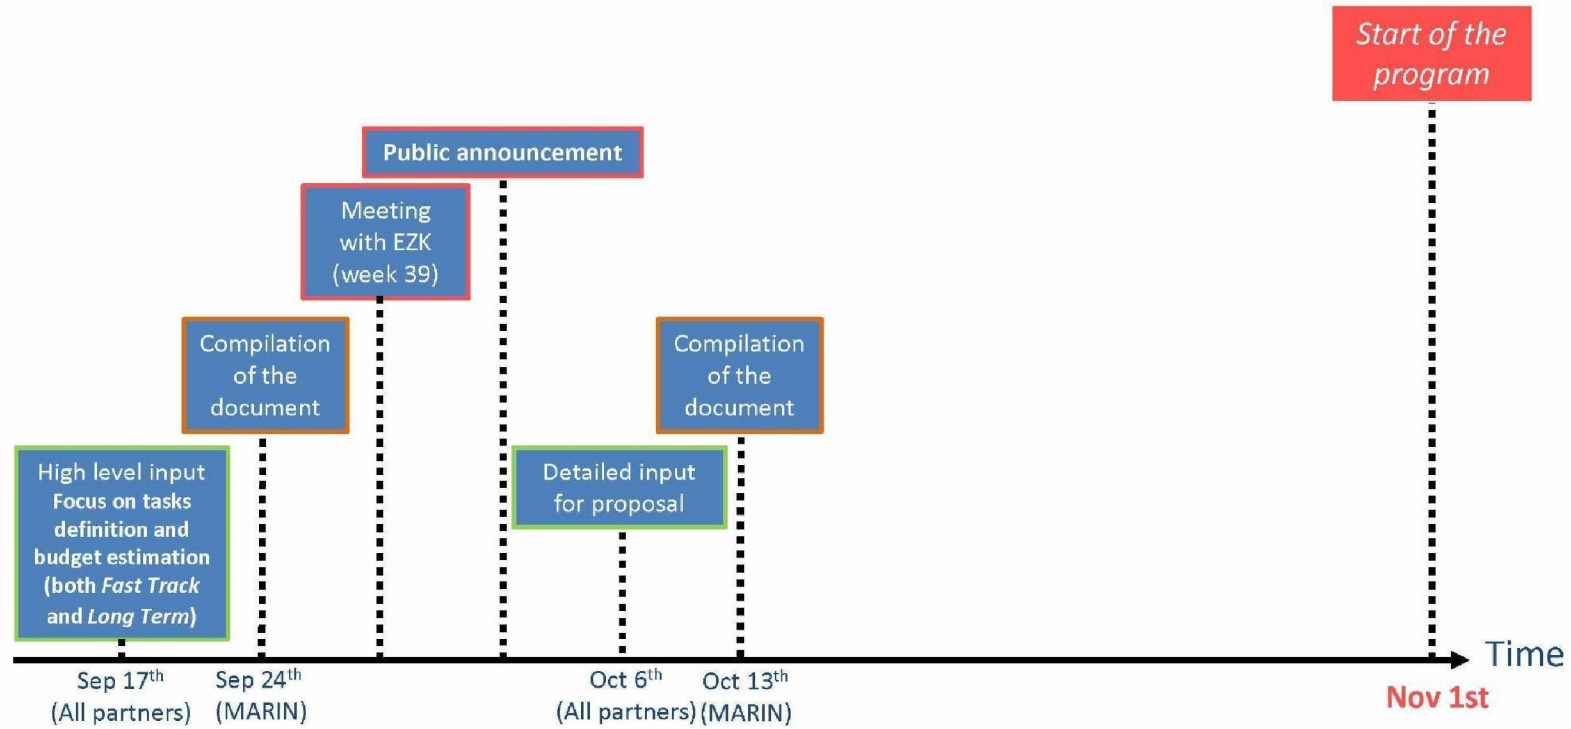 Start of the
program
Public announcement
Meeting
with EZK
(week 39)
Compilation
of the
document
Compilation
of the
document
High level input
Focus on tasks
definition and
budget estimation
(both Fast Track
and Long Term)
Detailed input
for proposal
Time
Sep 17th
(All partners)
Sep 24th
(MARIN)
Oct 6th
(All partners)
Oct 13th
(MARIN)
Nov 1st